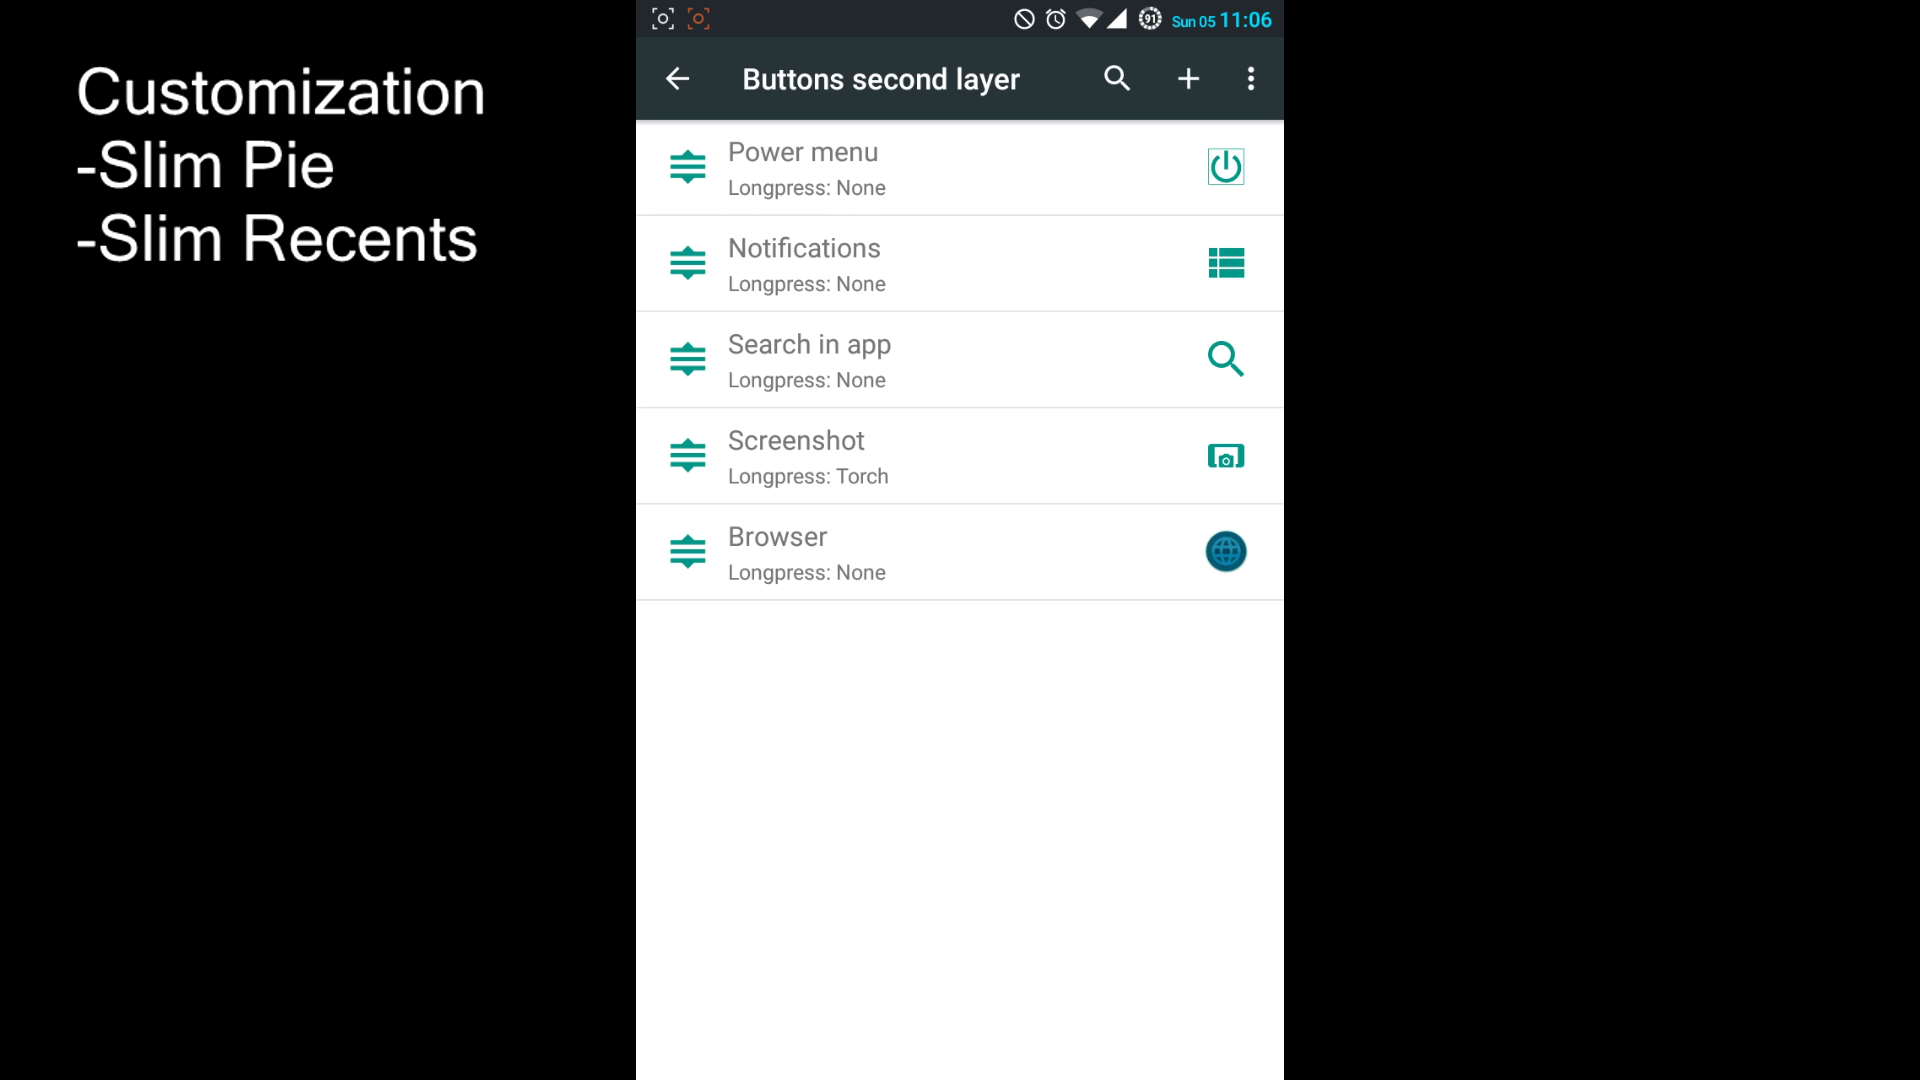 Customization
-Slim Pie
-Slim Recents
91 Sun 05 11:06
Buttons second layer
Power menu
Longpress: None
Notifications
Longpress: None
Search in app
Longpress: None
Screenshot
Longpress: Torch
Browser
Longpress: None